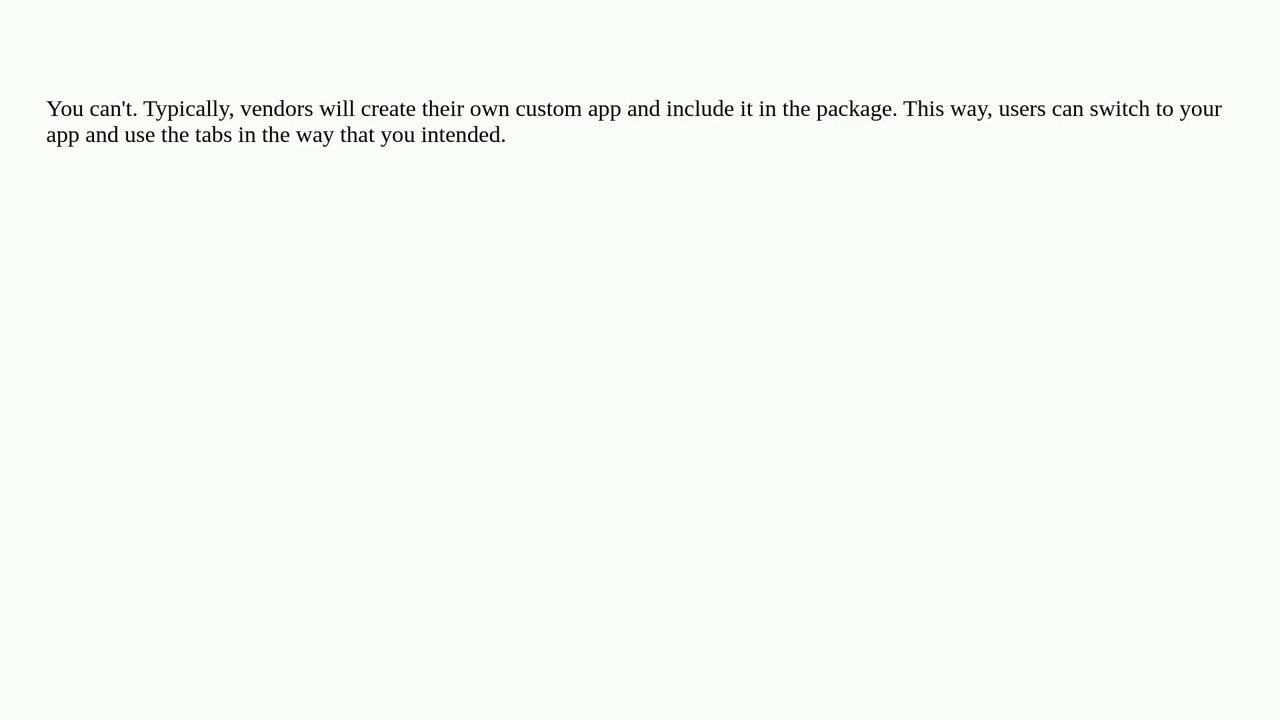 You can't. Typically, vendors will create their own custom app and include it in the package. This way, users can switch to your
app and use the tabs in the way that you intended.